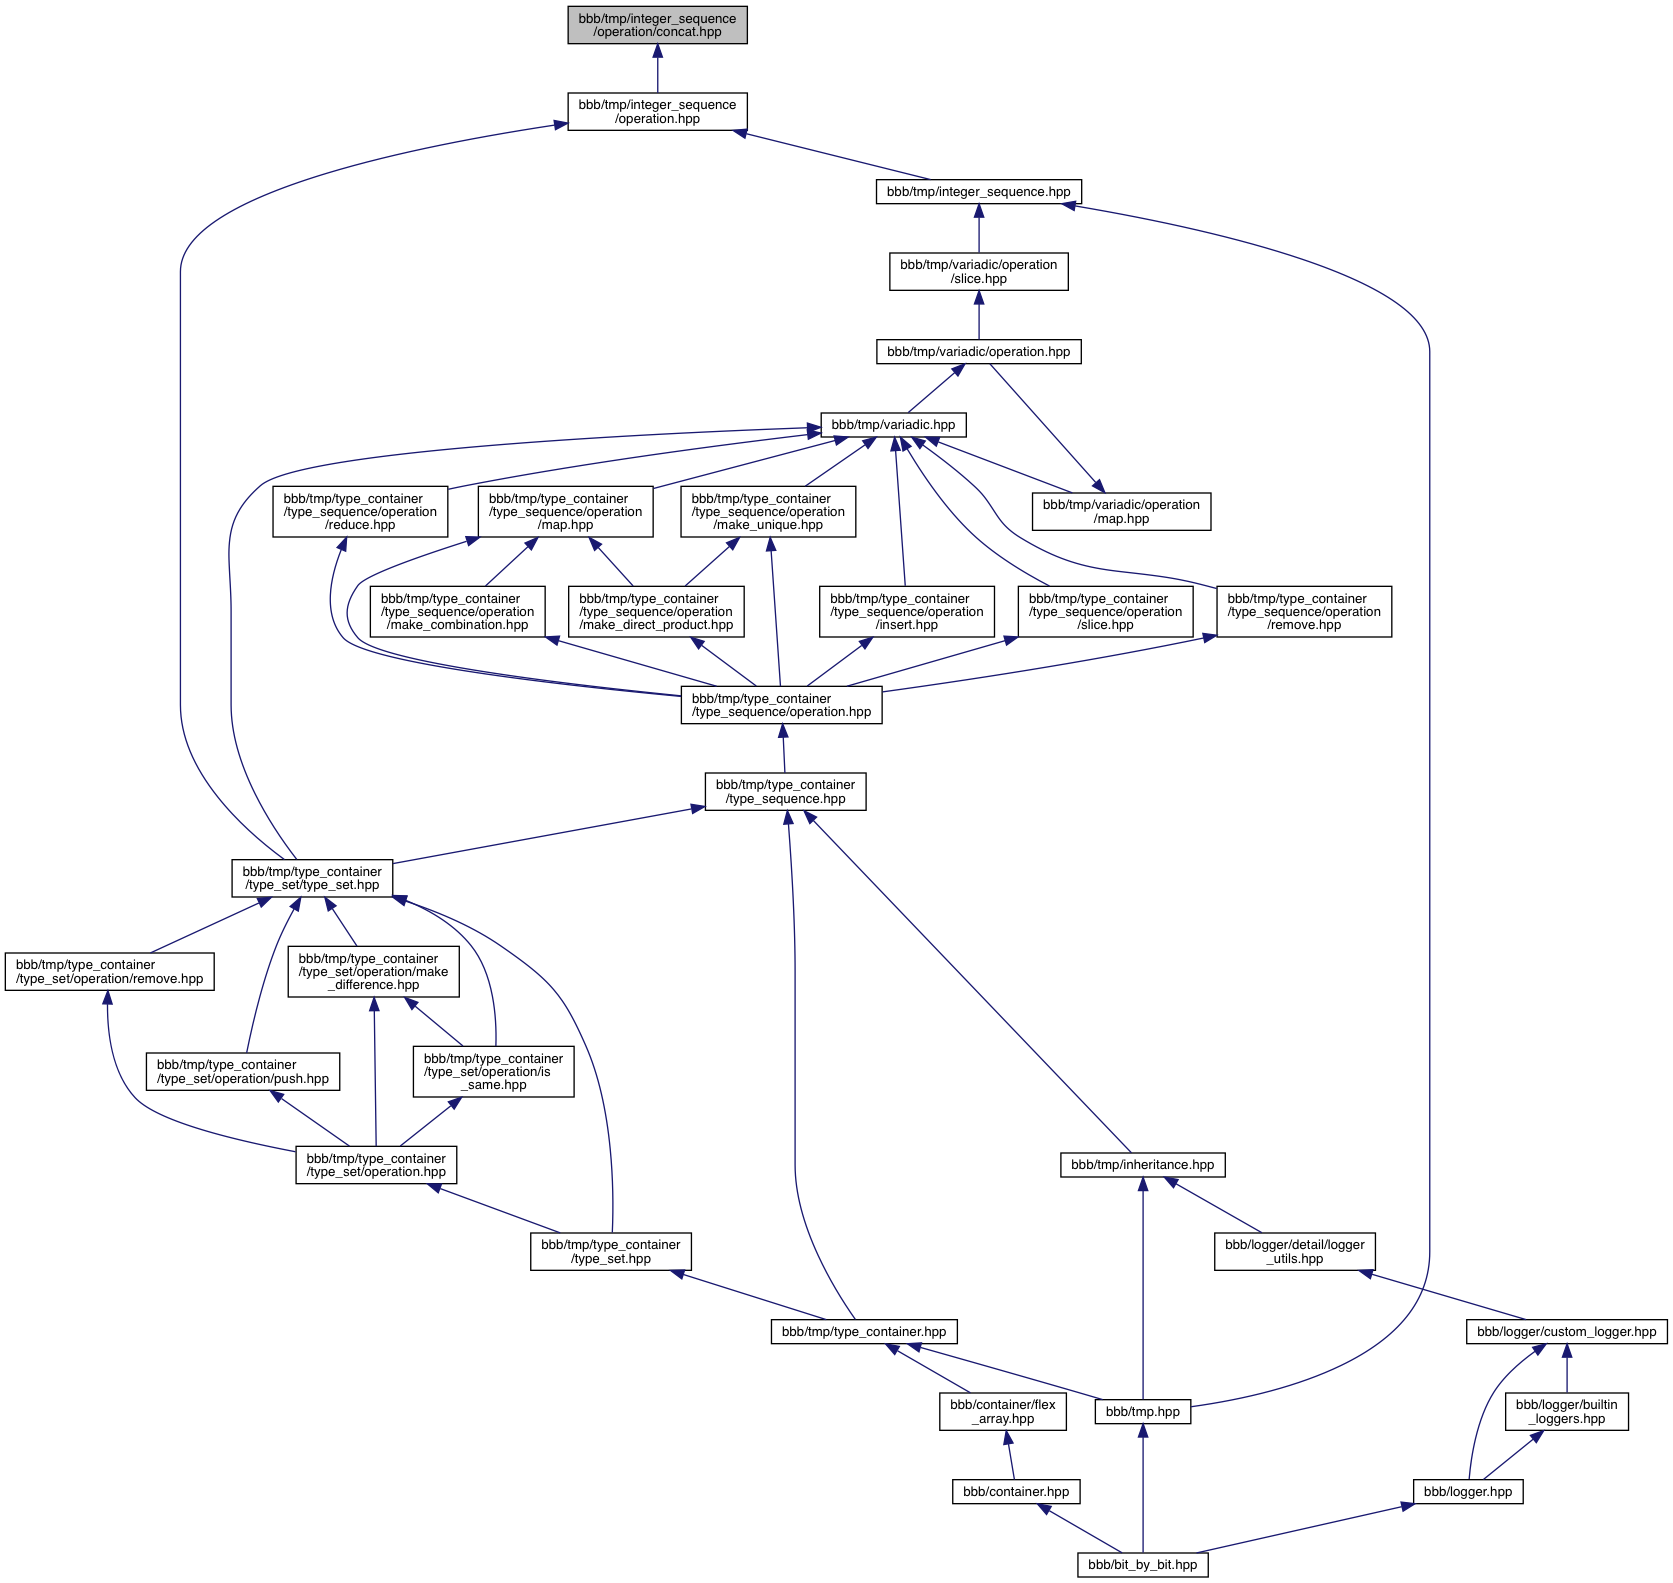 bbb/tmp/integer_sequence
/operation/concat.hpp
bbb/tmp/integer_sequence
/operation.hpp
bbb/tmp/integer_sequence.hpp
bbb/tmp/variadic/operation
/slice.hpp
bbb/tmp/variadic/operation.hpp
bbb/tmp/variadic.hpp
bbb/tmp/type_container
/type_sequence/operation
/reduce.hpp
bbb/tmp/type_container
/type_sequence/operation
/map.hpp
bbb/tmp/type_container
/type_sequence/operation
/make_unique.hpp
bbb/tmp/variadic/operation
/map.hpp
bbb/tmp/type_container
/type_sequence/operation
/make_combination.hpp
bbb/tmp/type_container
/type_sequence/operation
/make_direct_product.hpp
bbb/tmp/type_container
/type_sequence/operation
/insert.hpp
bbb/tmp/type_container
/type_sequence/operation
/slice.hpp
bbb/tmp/type_container
/type_sequence/operation
/remove.hpp
bbb/tmp/type_container
/type_sequence/operation.hpp
bbb/tmp/type_container
/type_sequence.hpp
bbb/tmp/type_container
/type_set/type_set.hpp
bbb/tmp/type_container
/type_set/operation/remove.hpp
bbb/tmp/type_container
/type_set/operation/make
_difference.hpp
bbb/tmp/type_container
/type_set/operation/push.hpp
bbb/tmp/type_container
/type_set/operation/is
_same.hpp
bbb/tmp/type_container
/type_set/operation.hpp
bbb/tmp/inheritance.hpp
bbb/tmp/type_container
/type_set.hpp
bbb/logger/detail/logger
_utils.hpp
bbb/tmp/type_container.hpp
bbb/logger/custom_logger.hpp
bbb/container/flex
_array.hpp
bbb/tmp.hpp
bbb/logger/builtin
_loggers.hpp
bbb/container.hpp
bbb/logger.hpp
bbb/bit_by_bit.hpp